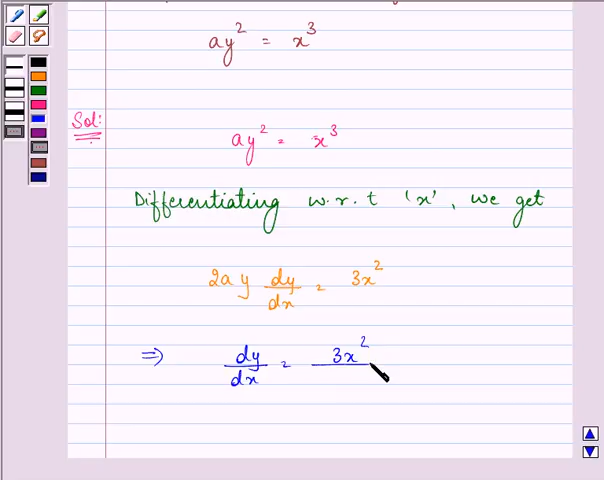 ay² = x³
Sol:
ay² = x³
Differentiating w.r.t 'x', we get
2ay dy/dx = 3x²
⇒ dy/dx = 3x²